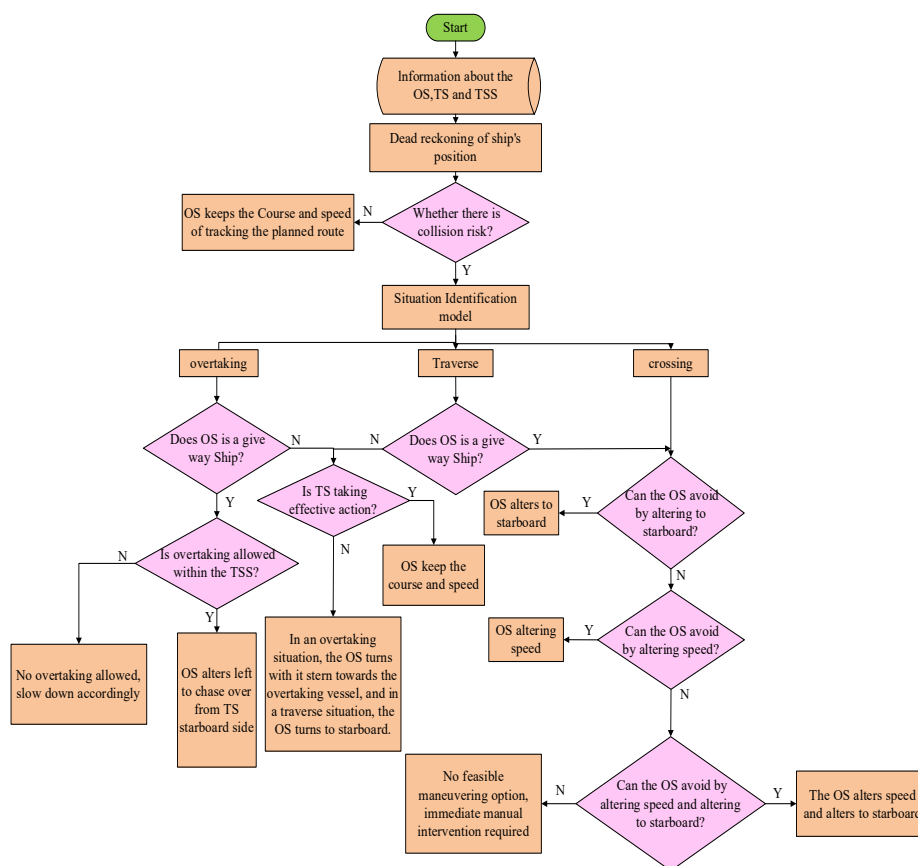 Start
Information about the
OS,TS and TSS
Dead reckoning of ship's
position
Whether there is
collision risk?
N
OS keeps the Course and speed
of tracking the planned route
Y
Situation Identification
model
overtaking
Traverse
crossing
Does OS is a give
way Ship?
N
N
Does OS is a give
way Ship?
Y
Y
Is TS taking
effective action?
Y
OS alters to
starboard
Y
Can the OS avoid
by altering to
starboard?
N
Is overtaking allowed
within the TSS?
N
OS keep the
course and speed
N
Y
OS altering
speed
Y
Can the OS avoid
by altering speed?
No overtaking allowed,
slow down accordingly
OS alters left
to chase over
from TS
starboard side
In an overtaking
situation, the OS turns
with it stern towards the
overtaking vessel, and in
a traverse situation, the
OS turns to starboard.
N
No feasible
maneuvering option,
immediate manual
intervention required
N
Can the OS avoid by
altering speed and altering
to starboard?
Y
The OS alters speed
and alters to starboard